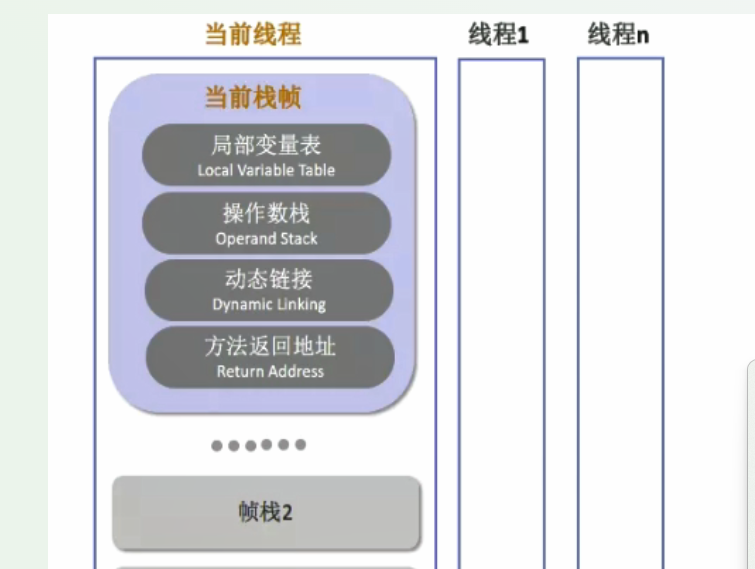 当前线程
线程1
线程n
当前栈帧
局部变量表
Local Variable Table
操作数栈
Operand Stack
动态链接
Dynamic Linking
方法返回地址
Return Address
帧栈2